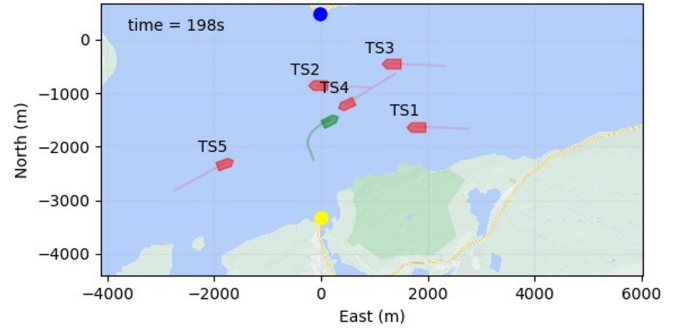 time = 198s
TS3
TS2
TS4
TS1
TS5
0
−1000
−2000
−3000
−4000
North (m)
−4000
−2000
0
2000
4000
6000
East (m)